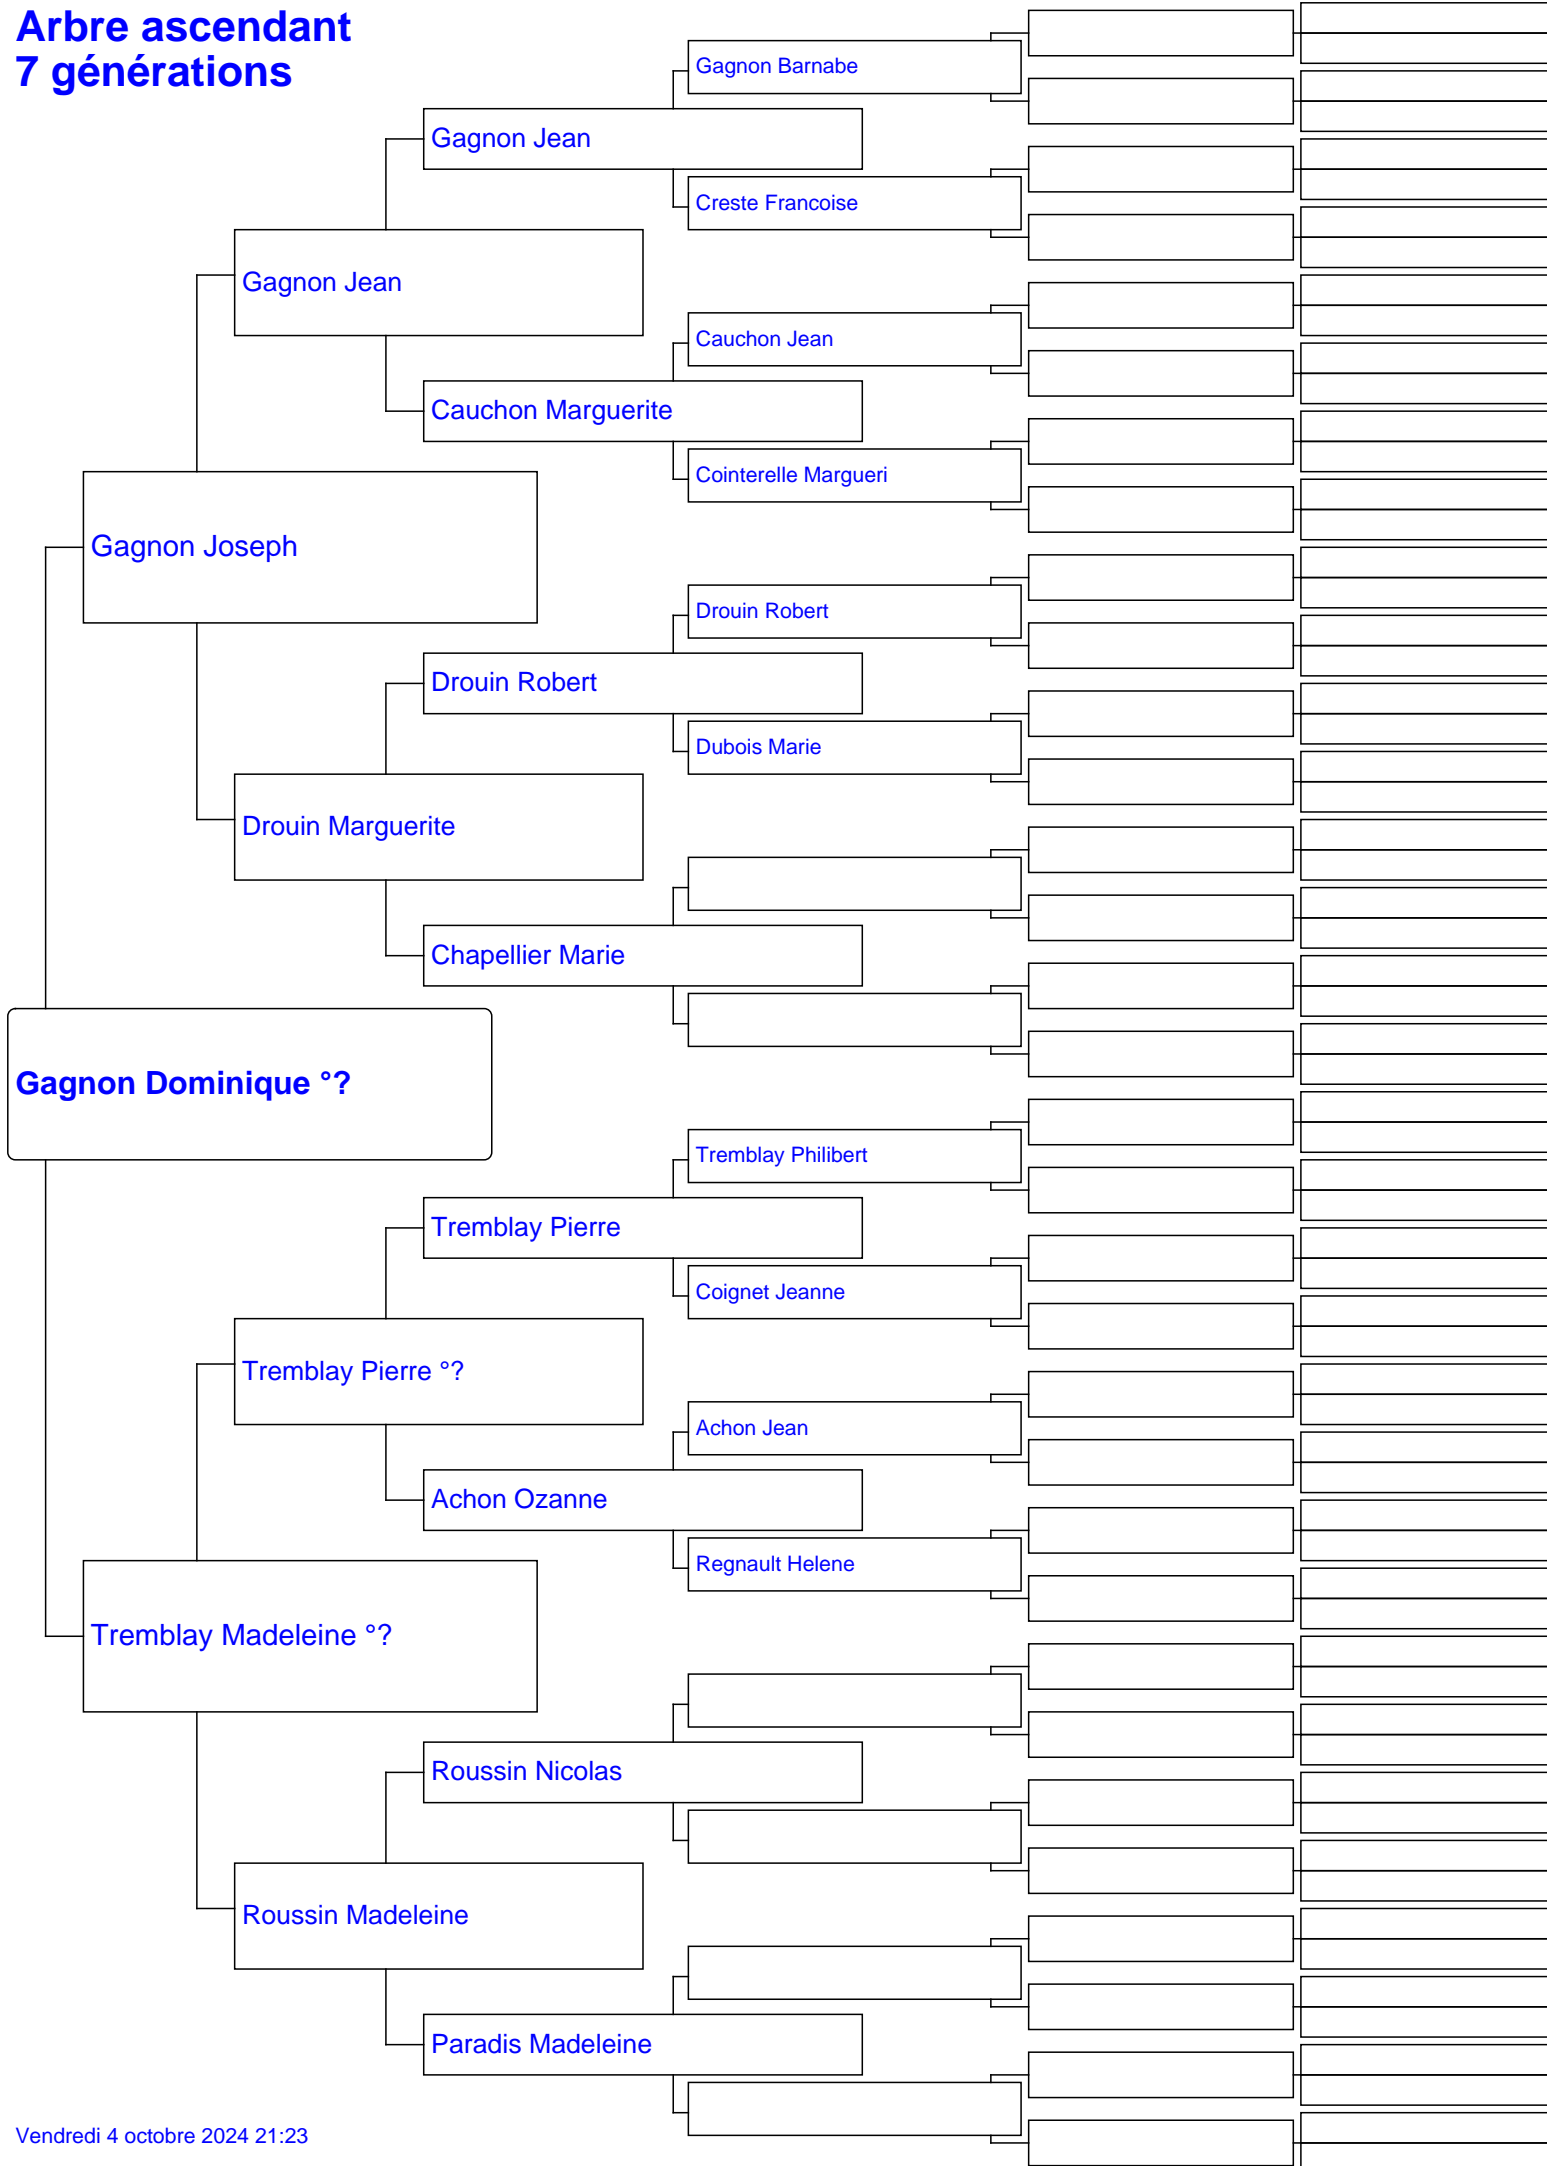 Arbre ascendant
7 générations
Gagnon Barnabe
Gagnon Jean
Creste Francoise
Gagnon Jean
Cauchon Jean
Cauchon Marguerite
Cointerelle Margueri
Gagnon Joseph
Drouin Robert
Drouin Robert
Dubois Marie
Drouin Marguerite
Chapellier Marie
Gagnon Dominique °?
Tremblay Philibert
Tremblay Pierre
Coignet Jeanne
Tremblay Pierre °?
Achon Jean
Achon Ozanne
Regnault Helene
Tremblay Madeleine °?
Roussin Nicolas
Roussin Madeleine
Paradis Madeleine
Vendredi 4 octobre 2024 21:23